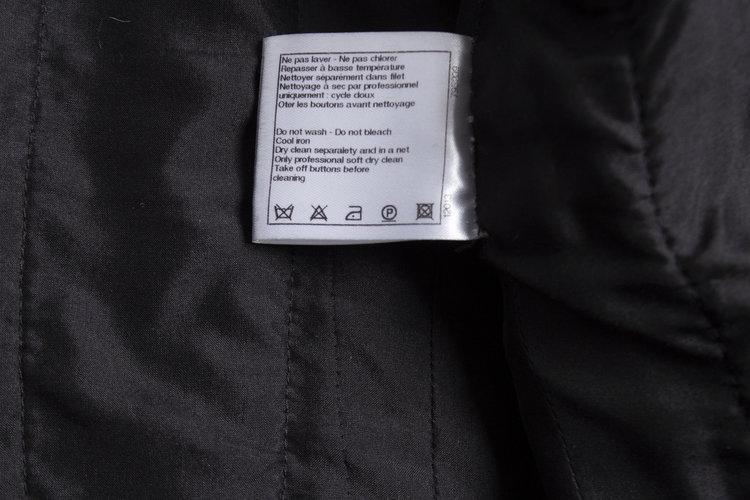 Ne pas laver - Ne pas chlorer
Repasser à basse température
Nettoyer séparément dans filet
Nettoyage à sec par professionnel
uniquement : cycle doux
Oter les boutons avant nettoyage
Do not wash - Do not bleach
Cool iron
Dry clean separalety and in a net
Only professional soft dry clean
Take off buttons before
cleaning
P